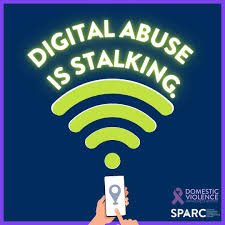 DIGITAL ABUSE
IS STALKING.
DOMESTIC
VIOLENCE
SPARC